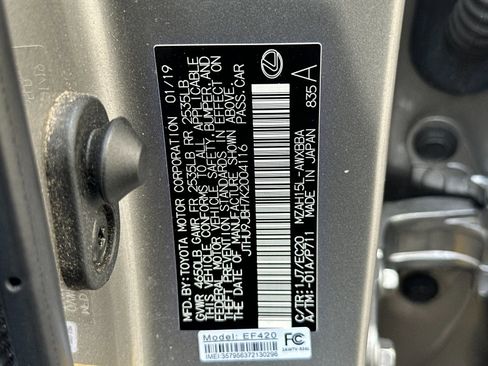 MFD.BY:TOYOTA MOTOR CORPORATION 01/19
GVWR 4650LB GAWR FR 2535LB RR 2535LB
THIS VEHICLE CONFORMS TO ALL APPLICABLE
FEDERAL MOTOR VEHICLE SAFETY, BUMPER, AND
THEFT PREVENTION STANDARDS IN EFFECT ON
THE DATE OF MANUFACTURE SHOWN ABOVE.
JTHU9JBH7K2004116 PASS.CAR
C/TR:1J7/EC20 MZAH15L-AWXBBA
A/TM:-01A/P711 MADE IN JAPAN 835 A
Model: EF420
IMEI:357956372130296
FC